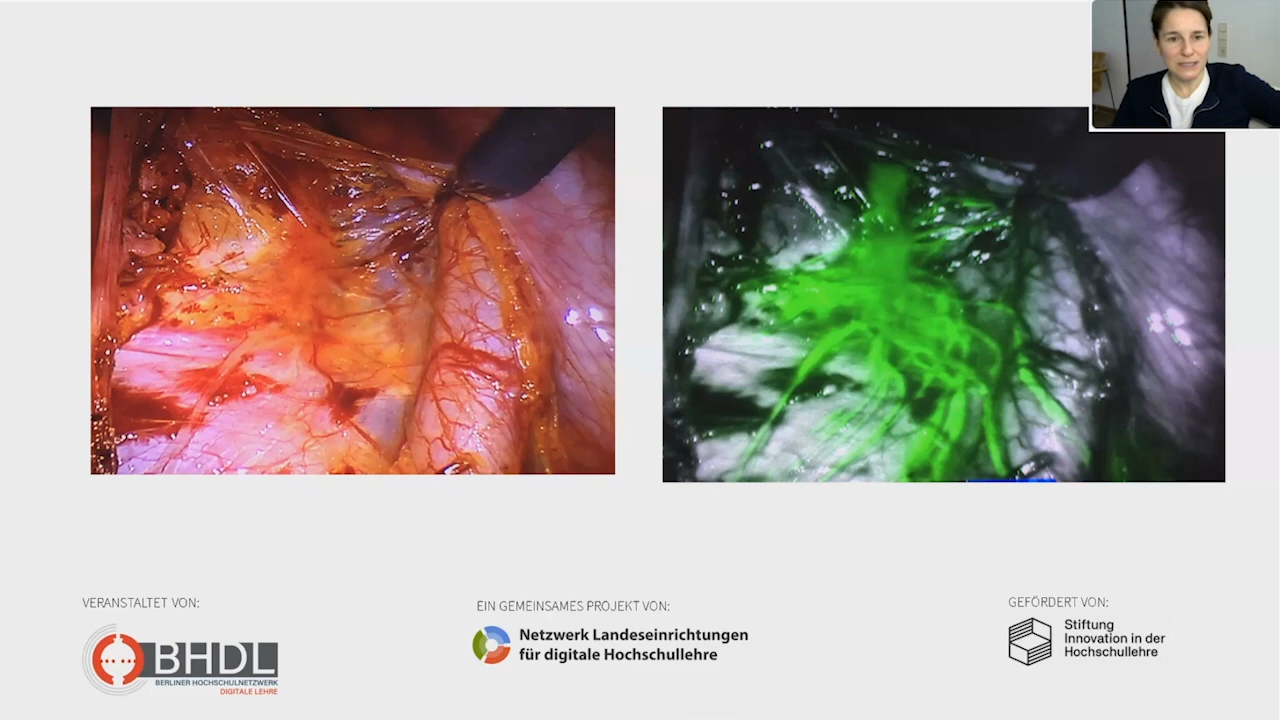 VERANSTALTET VON:
BHDL
BERLINER HOCHSCHULNETZWERK
DIGITALE LEHRE
EIN GEMEINSAMES PROJEKT VON:
Netzwerk Landeseinrichtungen
für digitale Hochschullehre
GEFÖRDERT VON:
Stiftung
Innovation in der
Hochschullehre